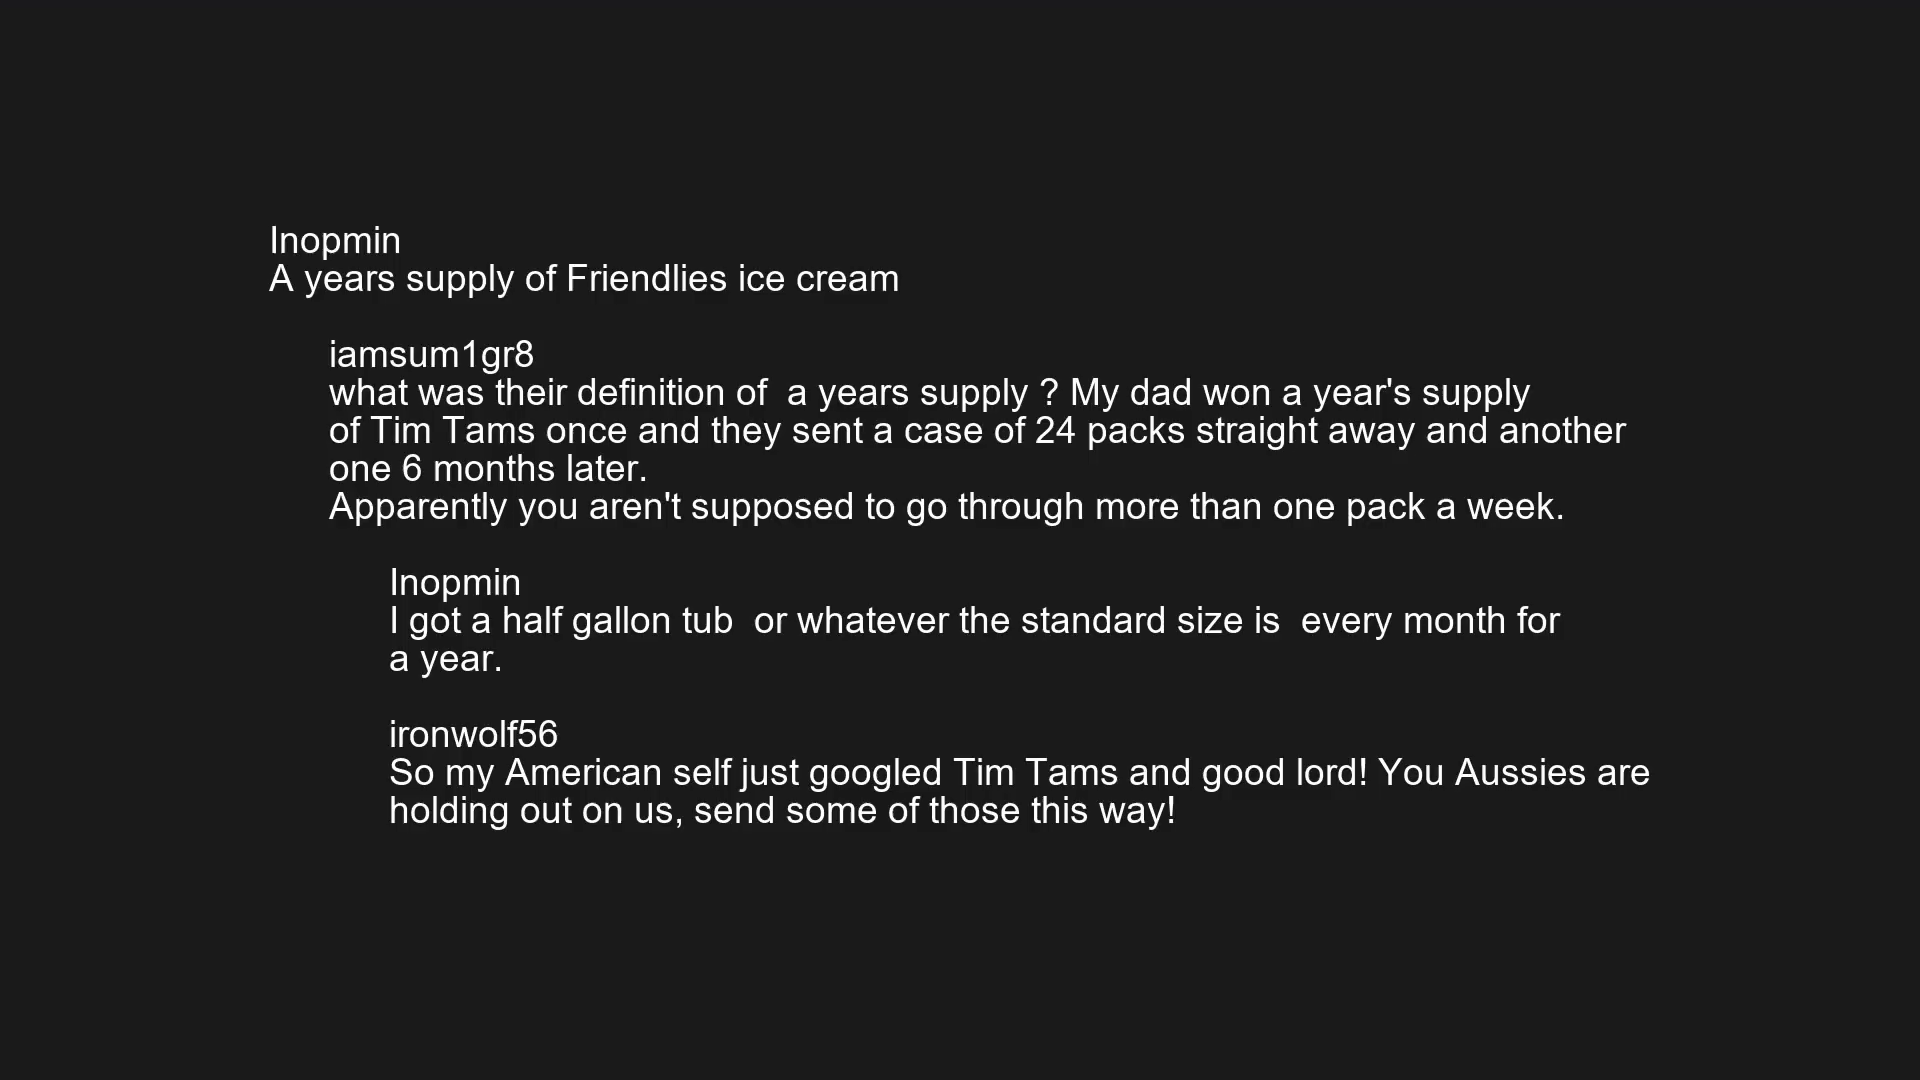 Inopmin
A years supply of Friendlies ice cream
iamsum1gr8
what was their definition of  a years supply ? My dad won a year's supply
of Tim Tams once and they sent a case of 24 packs straight away and another
one 6 months later.
Apparently you aren't supposed to go through more than one pack a week.
Inopmin
I got a half gallon tub  or whatever the standard size is  every month for
a year.
ironwolf56
So my American self just googled Tim Tams and good lord! You Aussies are
holding out on us, send some of those this way!